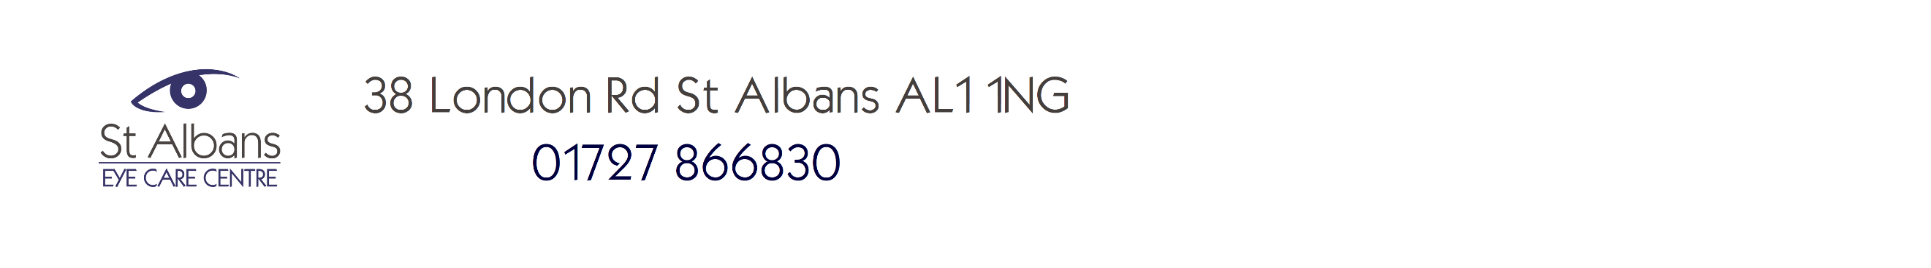 St Albans
EYE CARE CENTRE
38 London Rd St Albans AL1 1NG
01727 866830